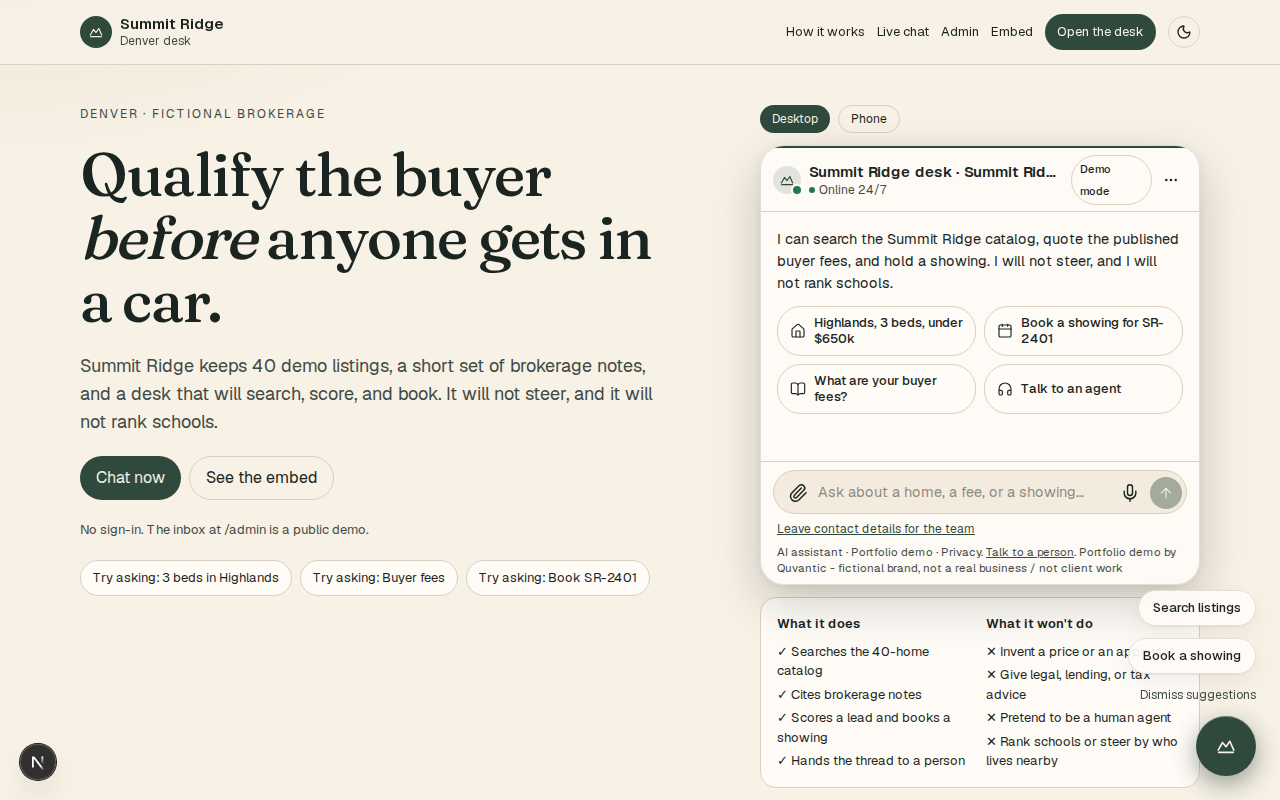 Summit Ridge
Denver desk
How it works
Live chat
Admin
Embed
Open the desk
DENVER · FICTIONAL BROKERAGE
Qualify the buyer
before anyone gets in
a car.
Summit Ridge keeps 40 demo listings, a short set of brokerage notes,
and a desk that will search, score, and book. It will not steer, and it will
not rank schools.
Chat now
See the embed
No sign-in. The inbox at /admin is a public demo.
Try asking: 3 beds in Highlands
Try asking: Buyer fees
Try asking: Book SR-2401
Desktop
Phone
Summit Ridge desk · Summit Rid...
Online 24/7
Demo
mode
I can search the Summit Ridge catalog, quote the published
buyer fees, and hold a showing. I will not steer, and I will
not rank schools.
Highlands, 3 beds, under
$650k
Book a showing for SR-
2401
What are your buyer
fees?
Talk to an agent
Ask about a home, a fee, or a showing...
Leave contact details for the team
AI assistant · Portfolio demo · Privacy. Talk to a person. Portfolio demo by
Quvantic - fictional brand, not a real business / not client work
What it does
✓ Searches the 40-home
catalog
✓ Cites brokerage notes
✓ Scores a lead and books a
showing
✓ Hands the thread to a person
What it won't do
✕ Invent a price or an
✕ Give legal, lending, or tax
advice
✕ Pretend to be a human agent
✕ Rank schools or steer by who
lives nearby
Search listings
Book a showing
Dismiss suggestions
N